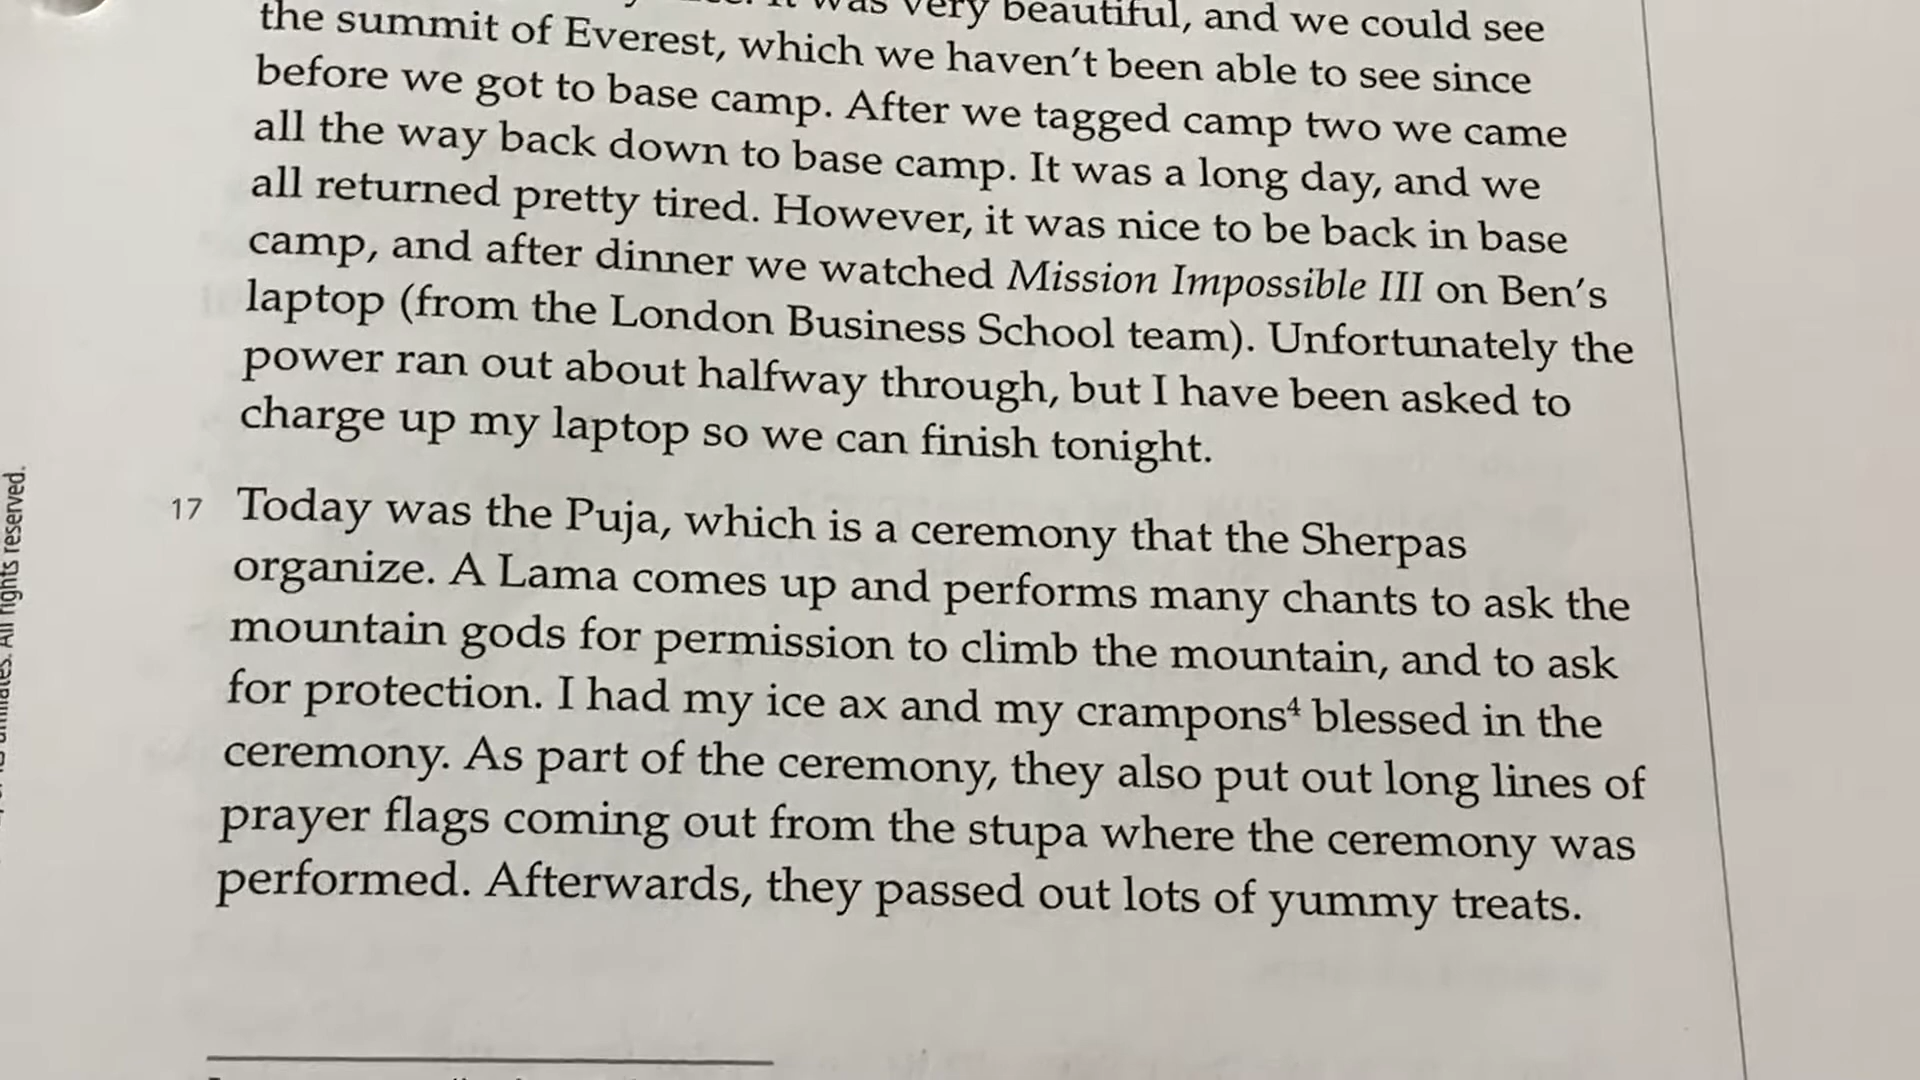 was very beautiful, and we could see
the summit of Everest, which we haven't been able to see since
before we got to base camp. After we tagged camp two we came
all the way back down to base camp. It was a long day, and we
all returned pretty tired. However, it was nice to be back in base
camp, and after dinner we watched Mission Impossible III on Ben's
laptop (from the London Business School team). Unfortunately the
power ran out about halfway through, but I have been asked to
charge up my laptop so we can finish tonight.
17 Today was the Puja, which is a ceremony that the Sherpas
organize. A Lama comes up and performs many chants to ask the
mountain gods for permission to climb the mountain, and to ask
for protection. I had my ice ax and my crampons⁴ blessed in the
ceremony. As part of the ceremony, they also put out long lines of
prayer flags coming out from the stupa where the ceremony was
performed. Afterwards, they passed out lots of yummy treats.
All rights reserved.